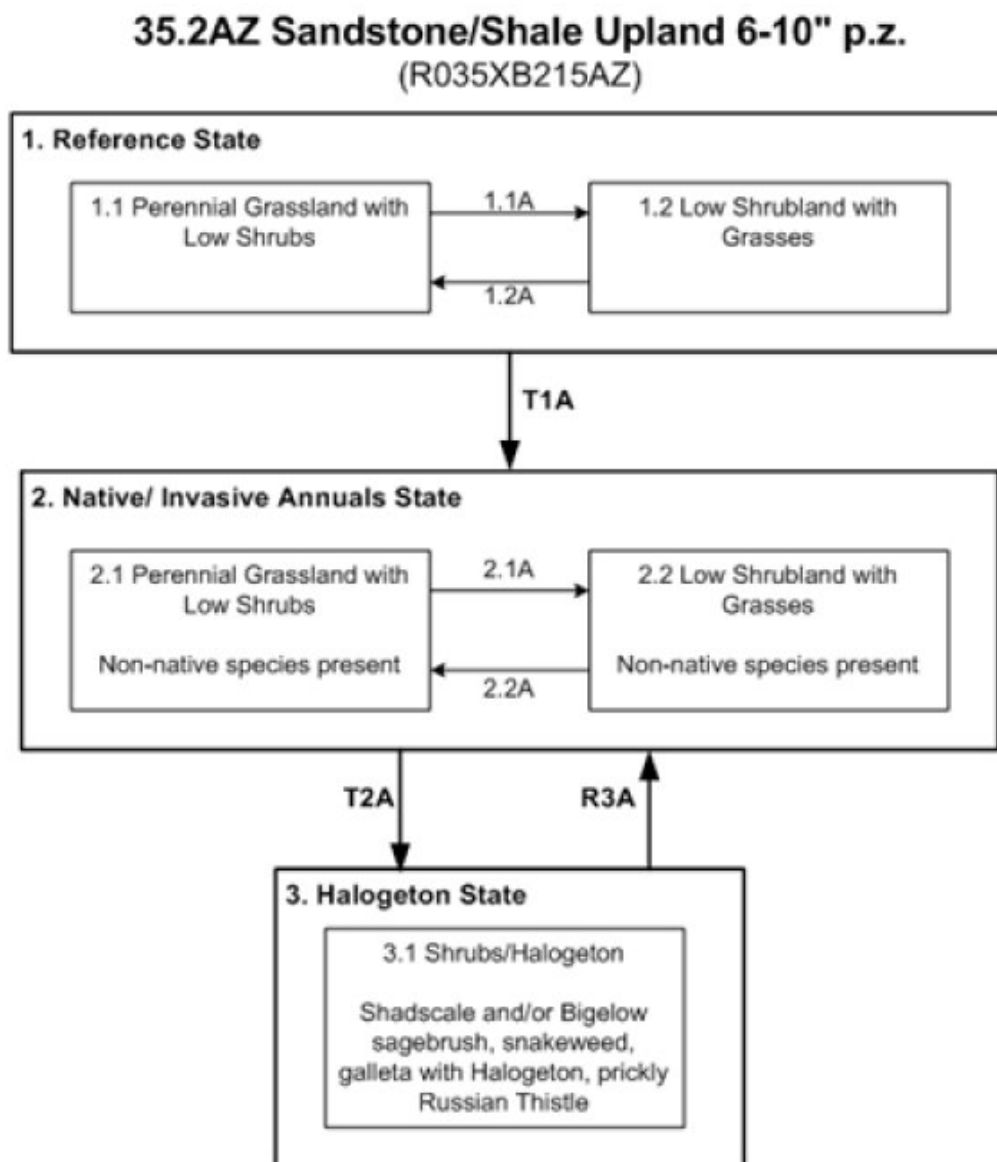 35.2AZ Sandstone/Shale Upland 6-10" p.z.
(R035XB215AZ)
1. Reference State
1.1 Perennial Grassland with
Low Shrubs
1.1A
1.2A
1.2 Low Shrubland with
Grasses
T1A
2. Native/ Invasive Annuals State
2.1 Perennial Grassland with
Low Shrubs
Non-native species present
2.1A
2.2A
2.2 Low Shrubland with
Grasses
Non-native species present
T2A
R3A
3. Halogeton State
3.1 Shrubs/Halogeton
Shadscale and/or Bigelow
sagebrush, snakeweed,
galleta with Halogeton, prickly
Russian Thistle